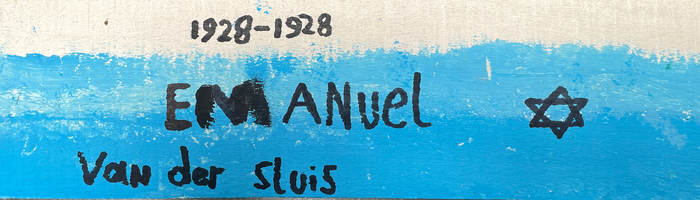 1928-1928
EMANuel
Van der Sluis